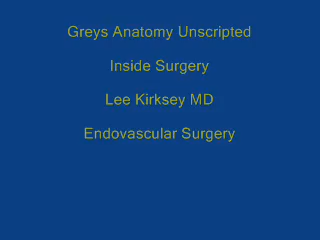 Greys Anatomy Unscripted
Inside Surgery
Lee Kirksey MD
Endovascular Surgery